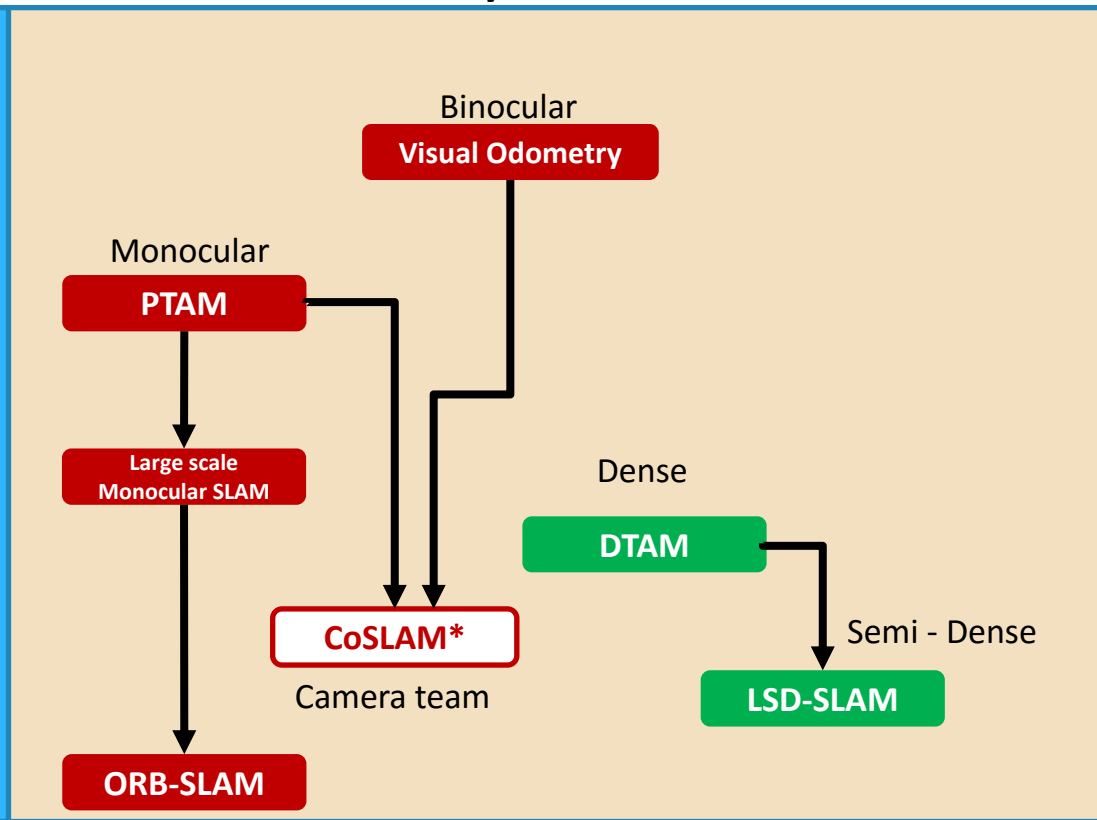 Binocular
Visual Odometry
Monocular
PTAM
Large scale
Monocular SLAM
Dense
DTAM
CoSLAM*
Semi - Dense
Camera team
LSD-SLAM
ORB-SLAM